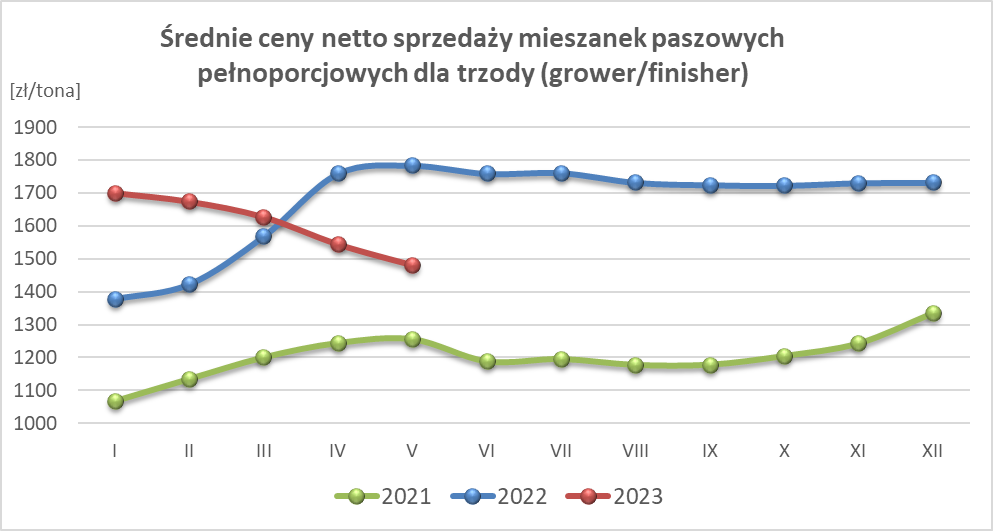 Średnie ceny netto sprzedaży mieszanek paszowych
pełnoporcjowych dla trzody (grower/finisher)
[zł/tona]
1900
1800
1700
1600
1500
1400
1300
1200
1100
1000
I II III IV V VI VII VIII IX X XI XII
2021 2022 2023